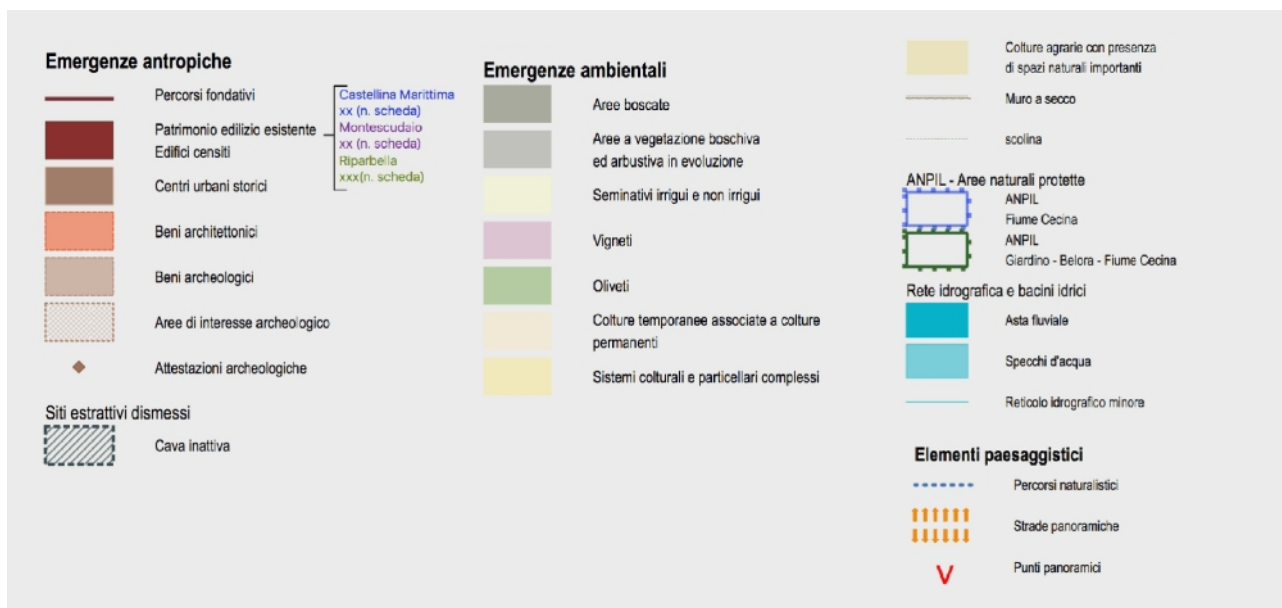 Emergenze antropiche
Percorsi fondativi
Patrimonio edilizio esistente
Edifici censiti
Castellina Marittima
xx (n. scheda)
Montescudaio
xx (n. scheda)
Riparbella
xxx(n. scheda)
Centri urbani storici
Beni architettonici
Beni archeologici
Aree di interesse archeologico
Attestazioni archeologiche
Siti estrattivi dismessi
Cava inattiva
Emergenze ambientali
Aree boscate
Aree a vegetazione boschiva
ed arbustiva in evoluzione
Seminativi irrigui e non irrigui
Vigneti
Oliveti
Colture temporanee associate a colture
permanenti
Sistemi colturali e particellari complessi
Colture agrarie con presenza
di spazi naturali importanti
Muro a secco
scolina
ANPIL - Aree naturali protette
ANPIL
Fiume Cecina
ANPIL
Giardino - Belora - Fiume Cecina
Rete idrografica e bacini idrici
Asta fluviale
Specchi d'acqua
Reticolo idrografico minore
Elementi paesaggistici
Percorsi naturalistici
Strade panoramiche
Punti panoramici